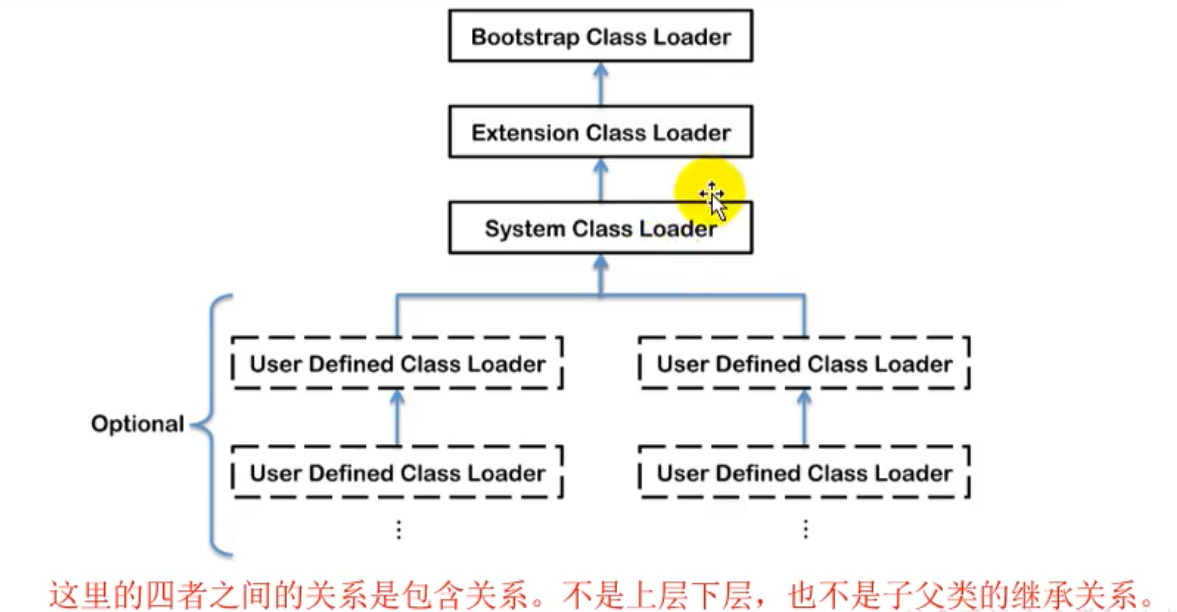 Bootstrap Class Loader
Extension Class Loader
System Class Loader
User Defined Class Loader
User Defined Class Loader
Optional
User Defined Class Loader
User Defined Class Loader
这里的四者之间的关系是包含关系。不是上层下层，也不是子父类的继承关系。